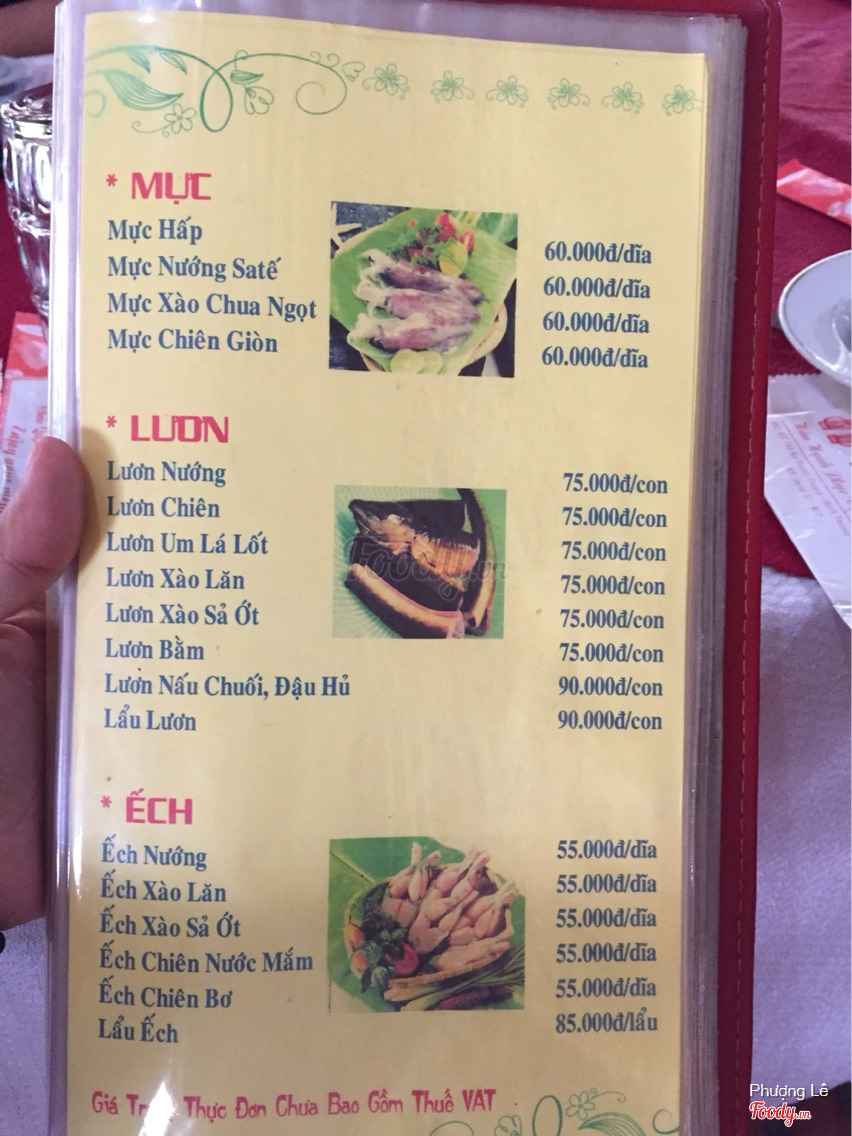 * MỰC
Mực Hấp 60.000đ/dĩa
Mực Nướng Satế 60.000đ/dĩa
Mực Xào Chua Ngọt 60.000đ/dĩa
Mực Chiên Giòn 60.000đ/dĩa
* LƯƠN
Lươn Nướng 75.000đ/con
Lươn Chiên 75.000đ/con
Lươn Um Lá Lốt 75.000đ/con
Lươn Xào Lăn 75.000đ/con
Lươn Xào Sả Ớt 75.000đ/con
Lươn Bằm 75.000đ/con
Lươn Nấu Chuối, Đậu Hủ 90.000đ/con
Lẩu Lươn 90.000đ/con
Foody.vn
* ẾCH
Ếch Nướng 55.000đ/dĩa
Ếch Xào Lăn 55.000đ/dĩa
Ếch Xào Sả Ớt 55.000đ/dĩa
Ếch Chiên Nước Mắm 55.000đ/dĩa
Ếch Chiên Bơ 55.000đ/dĩa
Lẩu Ếch 85.000đ/lẩu
Giá Thực Đơn Chưa Bao Gồm Thuế VAT
Phượng Lê
Foody.vn